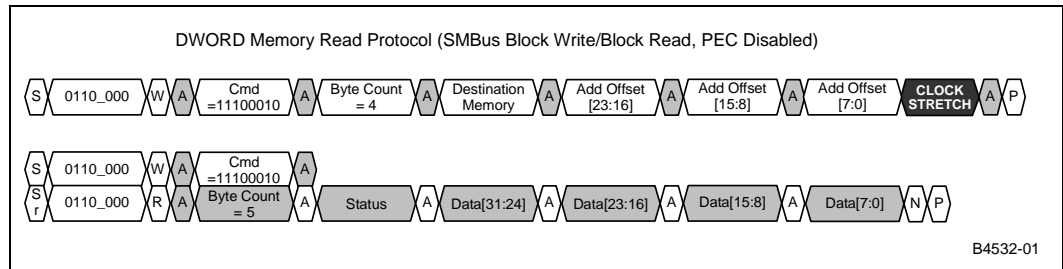 DWORD Memory Read Protocol (SMBus Block Write/Block Read, PEC Disabled)
S 0110_000 W A Cmd =11100010 A Byte Count = 4 A Destination Memory A Add Offset [23:16] A Add Offset [15:8] A Add Offset [7:0] CLOCK STRETCH A P
S 0110_000 W A Cmd =11100010 A
Sr 0110_000 R A Byte Count = 5 A Status A Data[31:24] A Data[23:16] A Data[15:8] A Data[7:0] N P
B4532-01